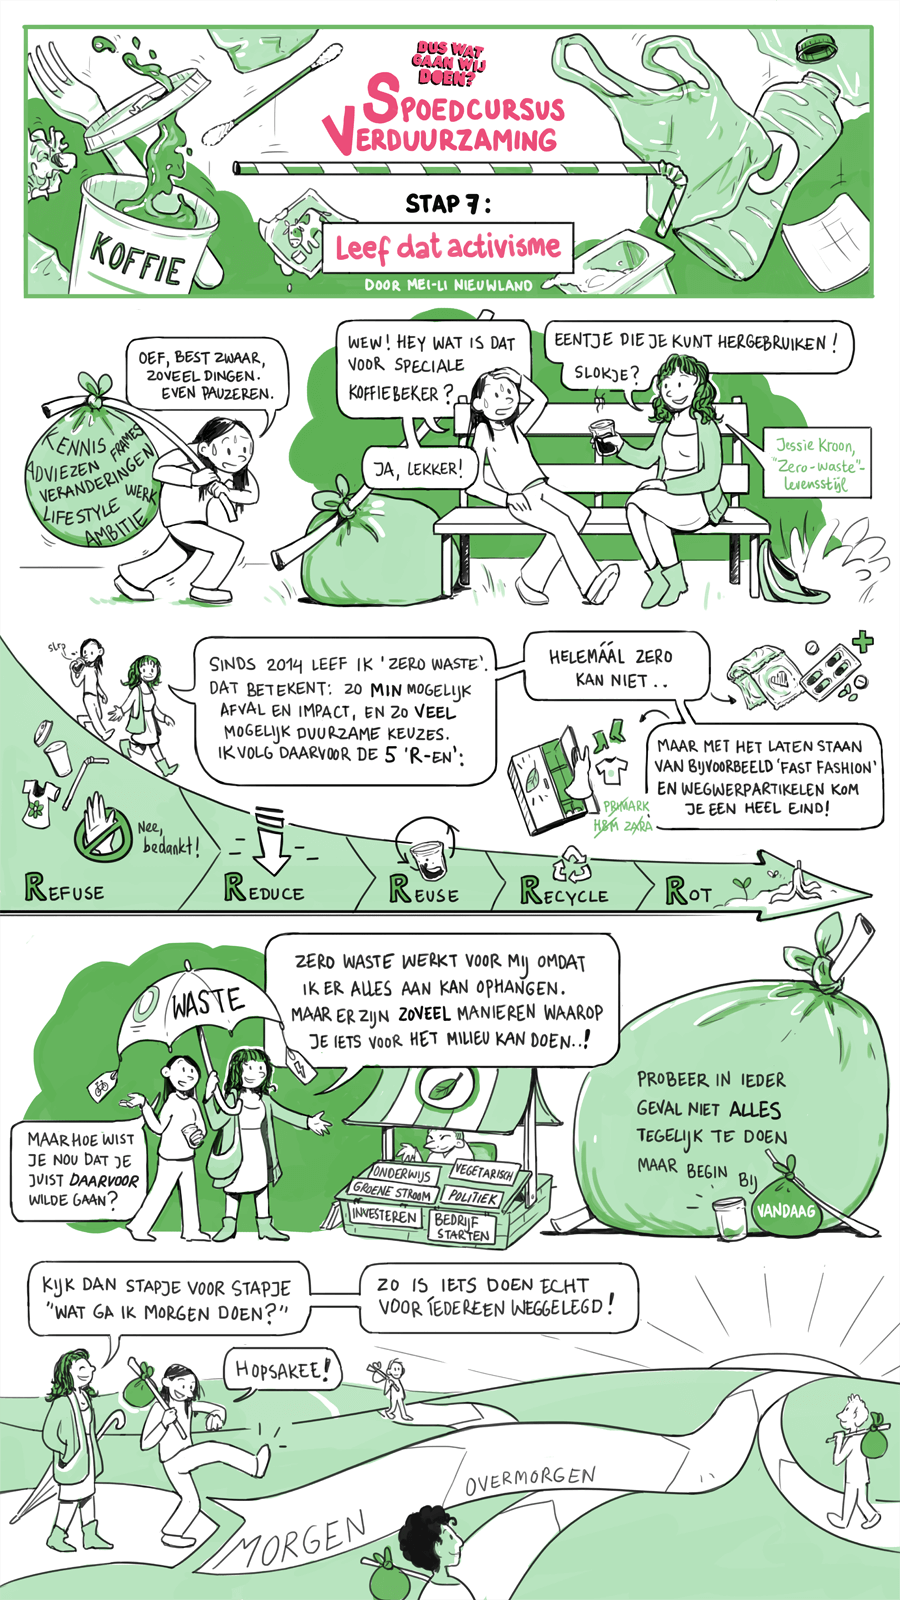 DUS WAT
GAAN WIJ
DOEN?
SPOEDCURSUS
VERDUURZAMING
STAP 7:
Leef dat activisme
DOOR MEI-LI NIEUWLAND
KOFFIE
OEF, BEST ZWAAR,
ZOVEEL DINGEN.
EVEN PAUZEREN.
KENNIS
FRAMES
ADVIEZEN
VERANDERINGEN
WERK
LIFESTYLE
AMBITIE
WEW! HEY WAT IS DAT
VOOR SPECIALE
KOFFIEBEKER?
EENTJE DIE JE KUNT HERGEBRUIKEN!
SLOKJE?
JA, LEKKER!
Jessie Kroon,
"Zero-waste"-
levensstijl
slrp
SINDS 2014 LEEF IK 'ZERO WASTE'.
DAT BETEKENT: ZO MIN MOGELIJK
AFVAL EN IMPACT, EN ZO VEEL
MOGELIJK DUURZAME KEUZES.
IK VOLG DAARVOOR DE 5 'R-EN':
HELEMÁÁL ZERO
KAN NIET..
MAAR MET HET LATEN STAAN
VAN BIJVOORBEELD 'FAST FASHION'
EN WEGWERPARTIKELEN KOM
JE EEN HEEL EIND!
PRIMARK
H&M ZARA
Nee,
bedankt!
REFUSE
REDUCE
REUSE
RECYCLE
ROT
ZERO WASTE WERKT VOOR MIJ OMDAT
IK ER ALLES AAN KAN OPHANGEN.
MAAR ER ZIJN ZOVEEL MANIEREN WAAROP
JE IETS VOOR HET MILIEU KAN DOEN..!
0 WASTE
MAAR HOE WIST
JE NOU DAT JE
JUIST DAARVOOR
WILDE GAAN?
ONDERWIJS
VEGETARISCH
GROENE STROOM
POLITIEK
INVESTEREN
BEDRIJF
STARTEN
PROBEER IN IEDER
GEVAL NIET ALLES
TEGELIJK TE DOEN
MAAR BEGIN BIJ
VANDAAG
KIJK DAN STAPJE VOOR STAPJE
"WAT GA IK MORGEN DOEN?"
ZO IS IETS DOEN ECHT
VOOR ÍEDEREEN WEGGELEGD!
HOPSAKEE!
OVERMORGEN
MORGEN